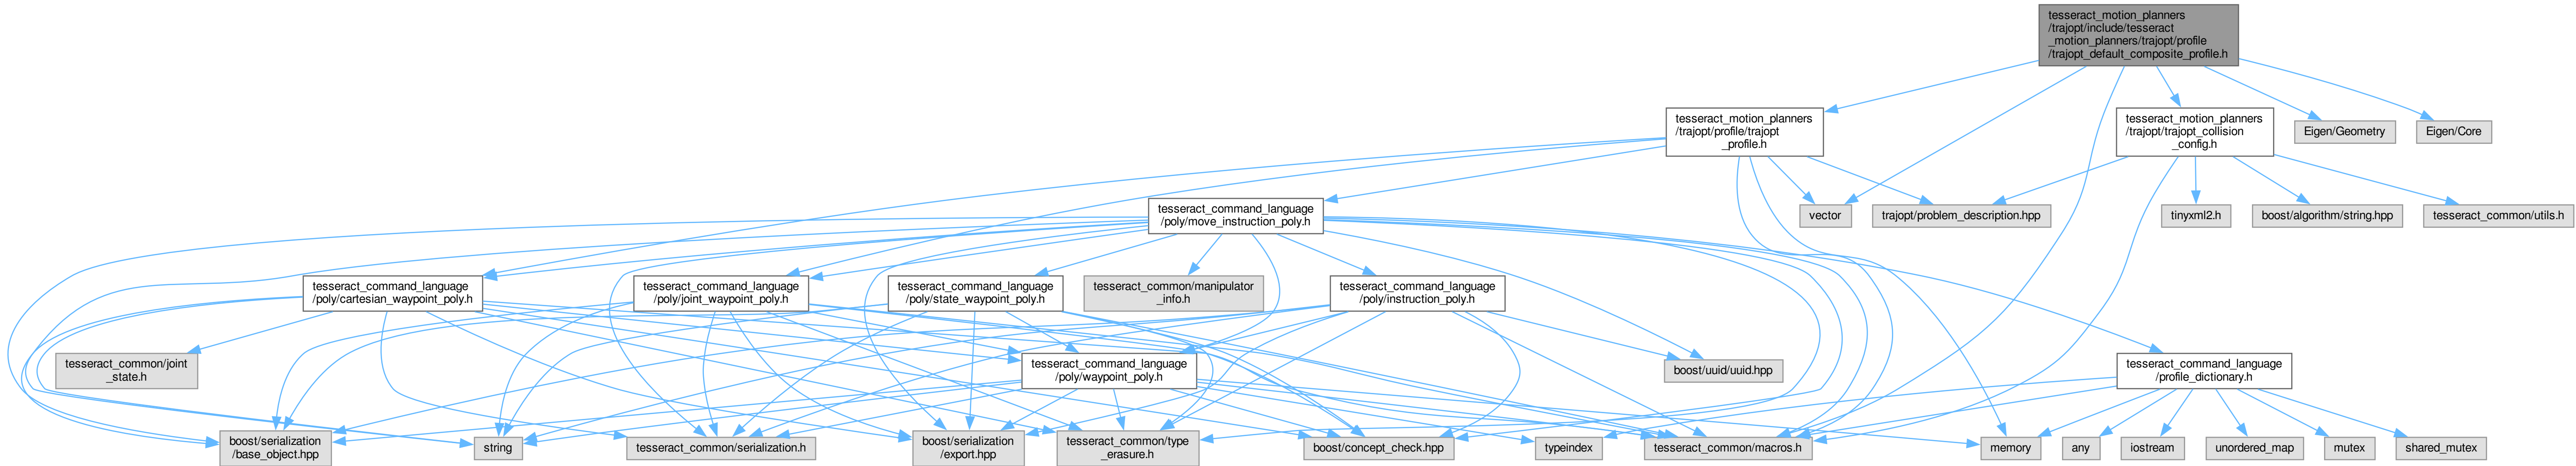 tesseract_motion_planners
/trajopt/include/tesseract
_motion_planners/trajopt/profile
/trajopt_default_composite_profile.h
tesseract_motion_planners
/trajopt/profile/trajopt
_profile.h
tesseract_motion_planners
/trajopt/trajopt_collision
_config.h
Eigen/Geometry
Eigen/Core
tesseract_command_language
/poly/move_instruction_poly.h
vector
trajopt/problem_description.hpp
tinyxml2.h
boost/algorithm/string.hpp
tesseract_common/utils.h
tesseract_command_language
/poly/cartesian_waypoint_poly.h
tesseract_command_language
/poly/joint_waypoint_poly.h
tesseract_command_language
/poly/state_waypoint_poly.h
tesseract_common/manipulator
_info.h
tesseract_command_language
/poly/instruction_poly.h
tesseract_common/joint
_state.h
tesseract_command_language
/poly/waypoint_poly.h
boost/uuid/uuid.hpp
tesseract_command_language
/profile_dictionary.h
boost/serialization
/base_object.hpp
string
tesseract_common/serialization.h
boost/serialization
/export.hpp
tesseract_common/type
_erasure.h
boost/concept_check.hpp
typeindex
tesseract_common/macros.h
memory
any
iostream
unordered_map
mutex
shared_mutex